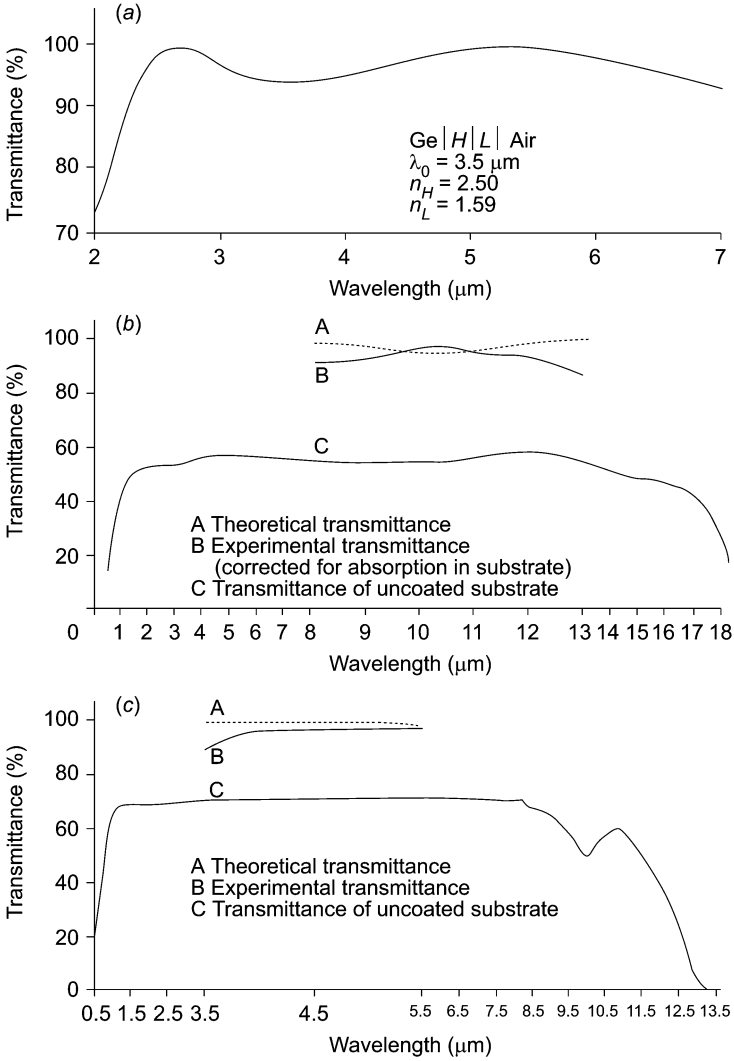 (a)
100
90
80
70
Transmittance (%)
Ge | H | L | Air
λ0 = 3.5 μm
nH = 2.50
nL = 1.59
2 3 4 5 6 7
Wavelength (μm)
(b)
100
80
60
40
20
0
Transmittance (%)
A
B
C
A Theoretical transmittance
B Experimental transmittance
(corrected for absorption in substrate)
C Transmittance of uncoated substrate
1 2 3 4 5 6 7 8 9 10 11 12 13 14 15 16 17 18
Wavelength (μm)
(c)
100
80
60
40
20
0
Transmittance (%)
A
B
C
A Theoretical transmittance
B Experimental transmittance
C Transmittance of uncoated substrate
0.5 1.5 2.5 3.5 4.5 5.5 6.5 7.5 8.5 9.5 10.5 11.5 12.5 13.5
Wavelength (μm)